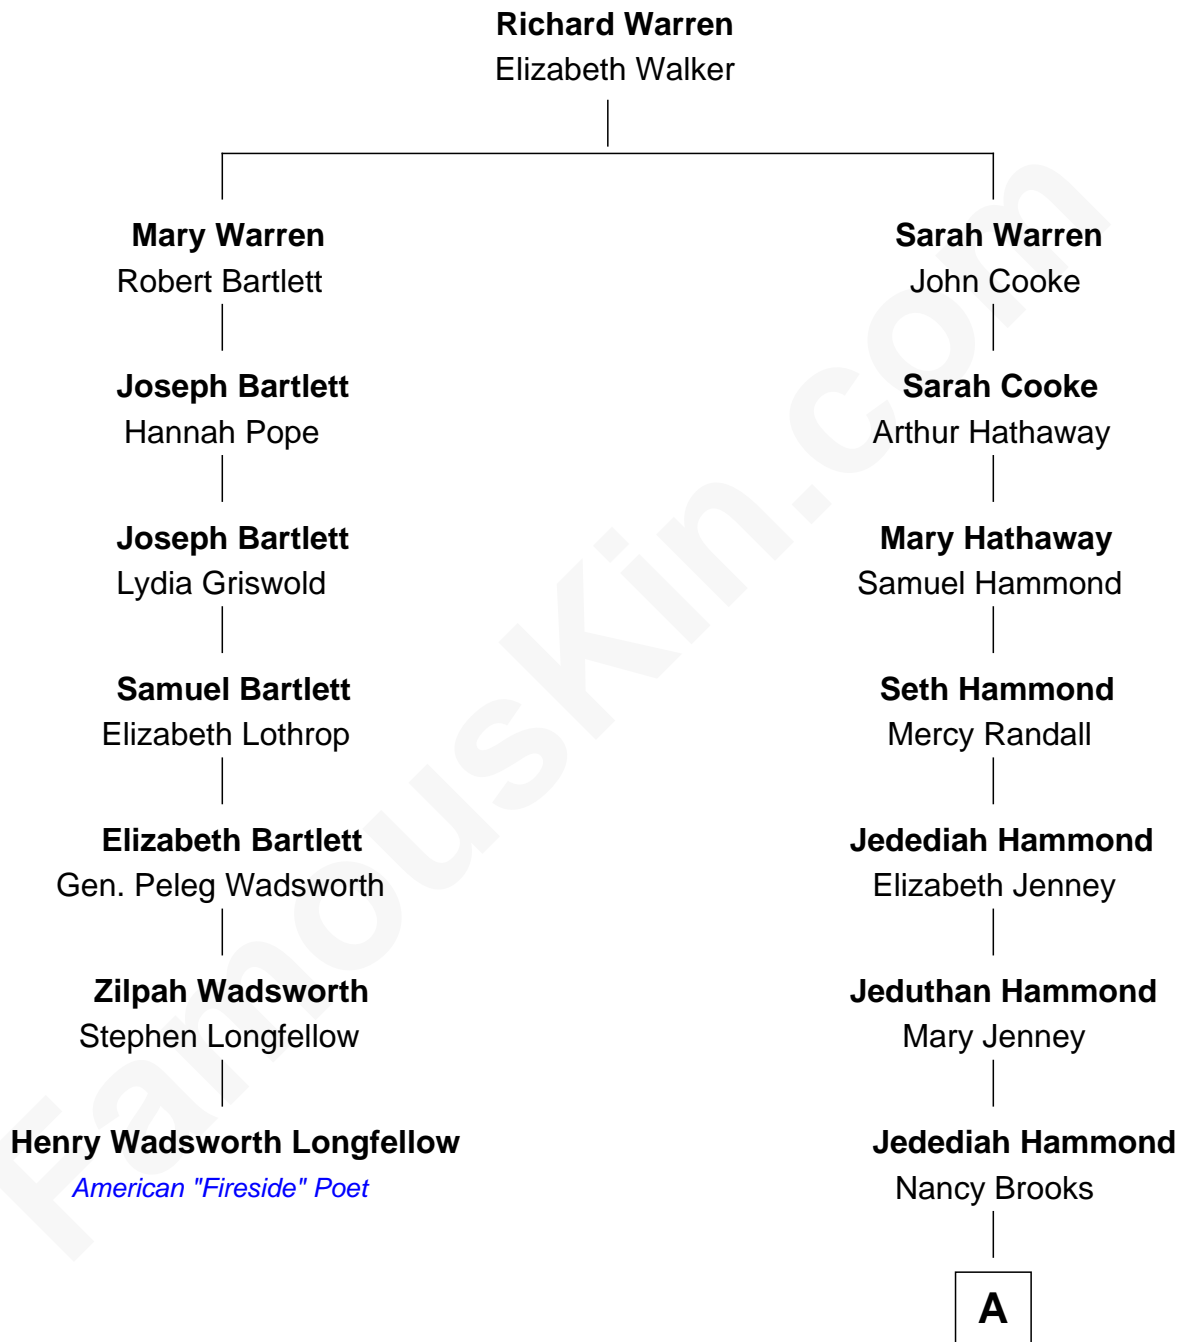 Richard Warren
Elizabeth Walker
Mary Warren
Robert Bartlett
Sarah Warren
John Cooke
Joseph Bartlett
Hannah Pope
Sarah Cooke
Arthur Hathaway
Joseph Bartlett
Lydia Griswold
Mary Hathaway
Samuel Hammond
Samuel Bartlett
Elizabeth Lothrop
Seth Hammond
Mercy Randall
Elizabeth Bartlett
Gen. Peleg Wadsworth
Jedediah Hammond
Elizabeth Jenney
Zilpah Wadsworth
Stephen Longfellow
Jeduthan Hammond
Mary Jenney
Henry Wadsworth Longfellow
American "Fireside" Poet
Jedediah Hammond
Nancy Brooks
A
FamousKin.com